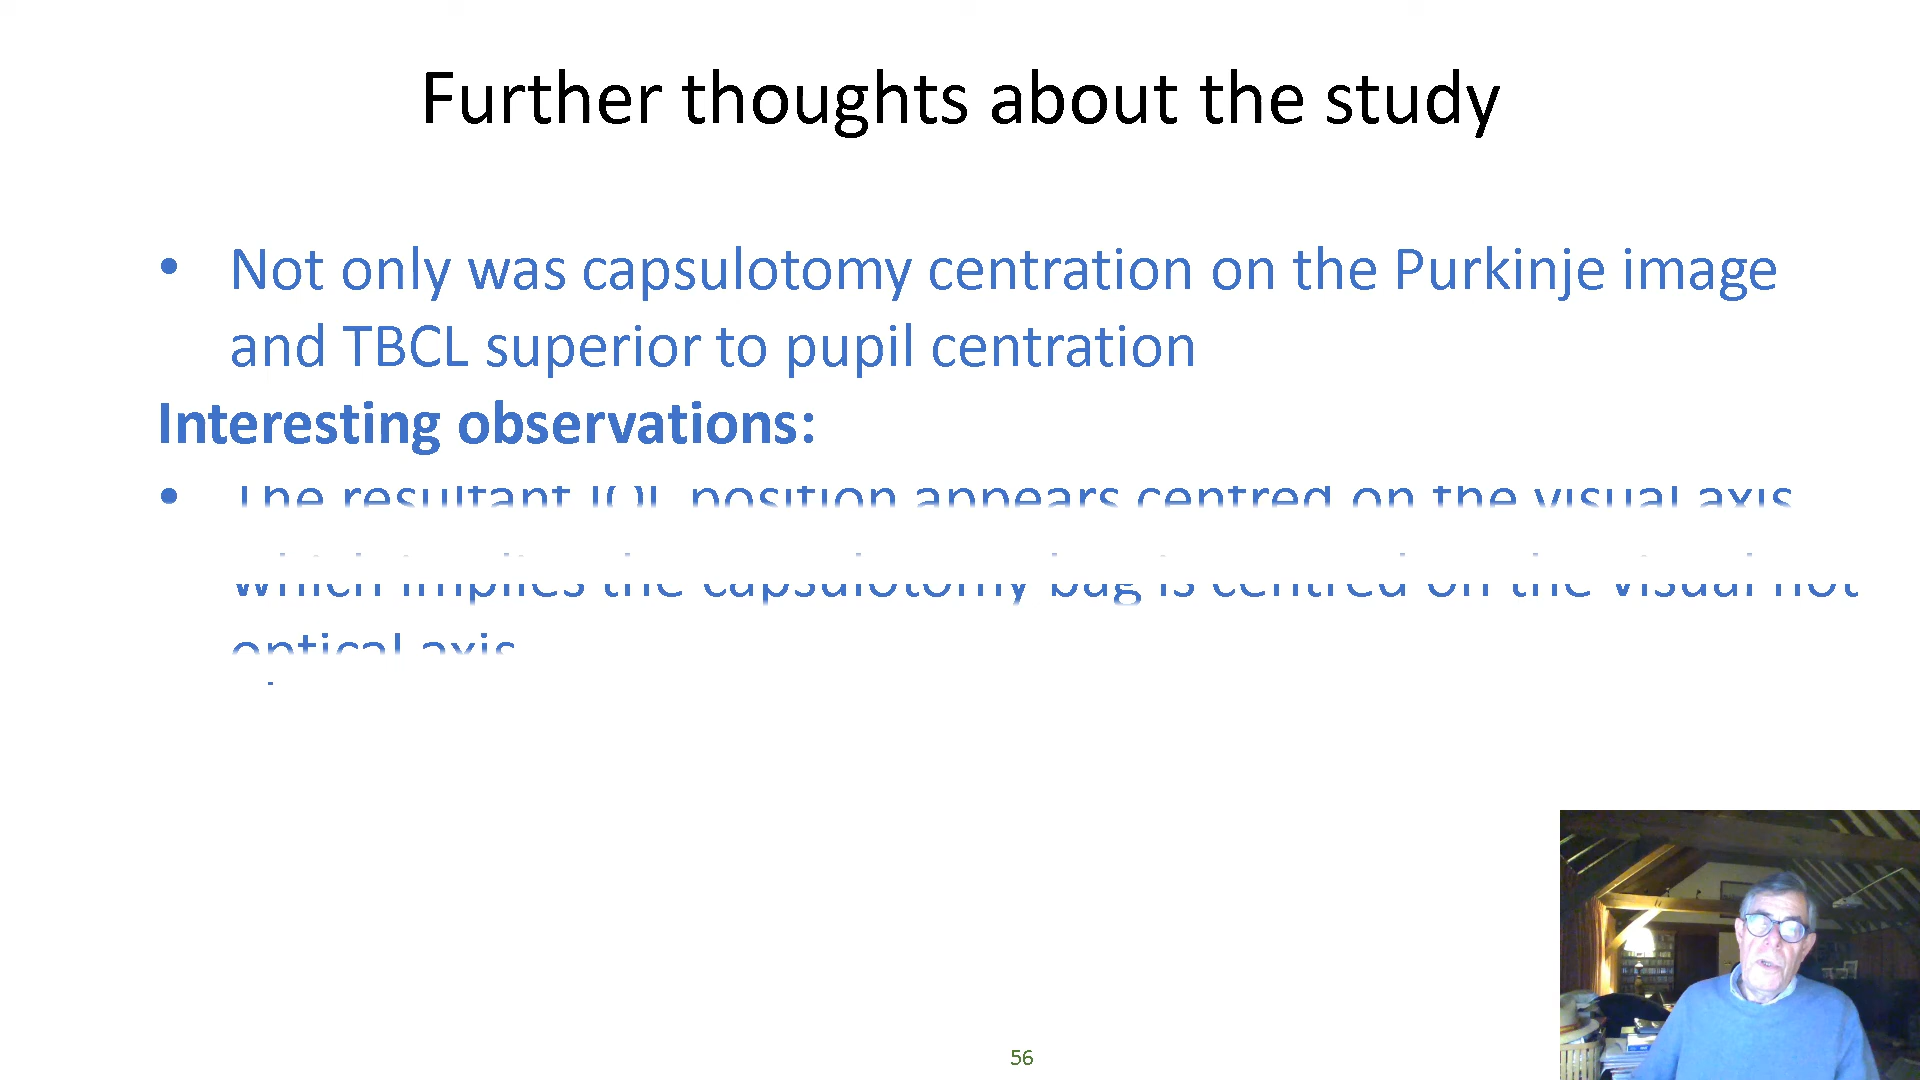 Further thoughts about the study
• Not only was capsulotomy centration on the Purkinje image
and TBCL superior to pupil centration
Interesting observations:
• The resultant IOL position appears centred on the visual axis
which implies the capsulotomy bag is centred on the visual not
optical axis
56